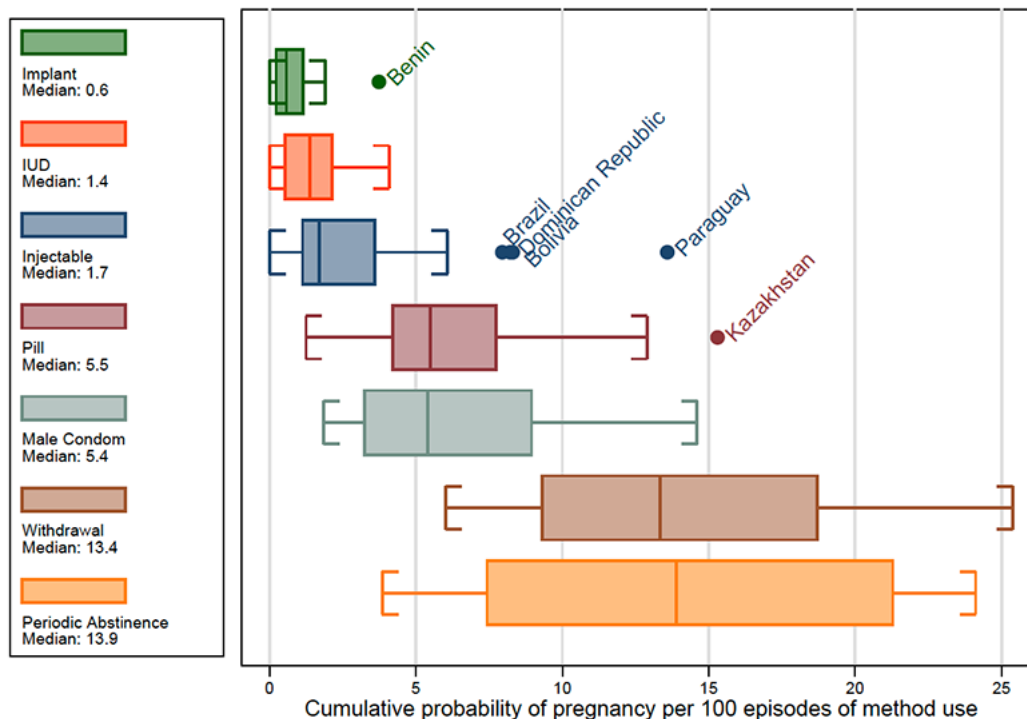 Implant
Median: 0.6
IUD
Median: 1.4
Injectable
Median: 1.7
Pill
Median: 5.5
Male Condom
Median: 5.4
Withdrawal
Median: 13.4
Periodic Abstinence
Median: 13.9
Benin
Brazil
Dominican Republic
Bolivia
Paraguay
Kazakhstan
0 5 10 15 20 25
Cumulative probability of pregnancy per 100 episodes of method use